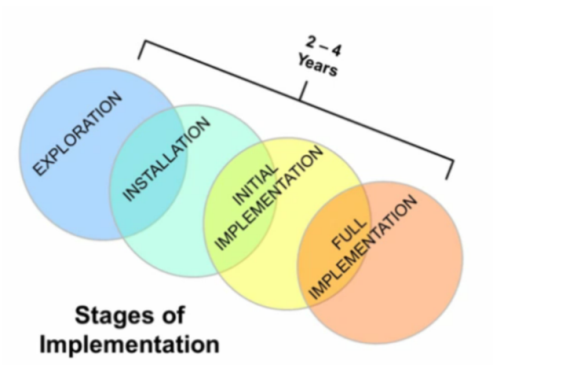 2 – 4
Years
EXPLORATION
INSTALLATION
INITIAL
IMPLEMENTATION
FULL
IMPLEMENTATION
Stages of
Implementation